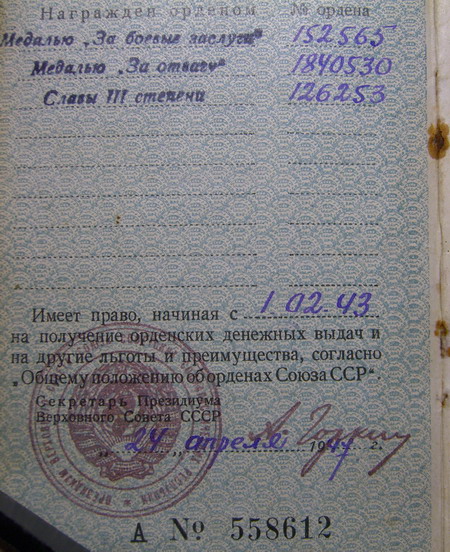 Награжден орденом № ордена
Медалью „За боевые заслуги" 152565
Медалью „За отвагу" 1840530
Славы III степени 126253
Имеет право, начиная с 1.02.43
на получение орденских денежных выдач и
на другие льготы и преимущества, согласно
„Общему положению об орденах Союза ССР".
Секретарь Президиума
Верховного Совета СССР
„24" апреля 1947 г.
А № 558612